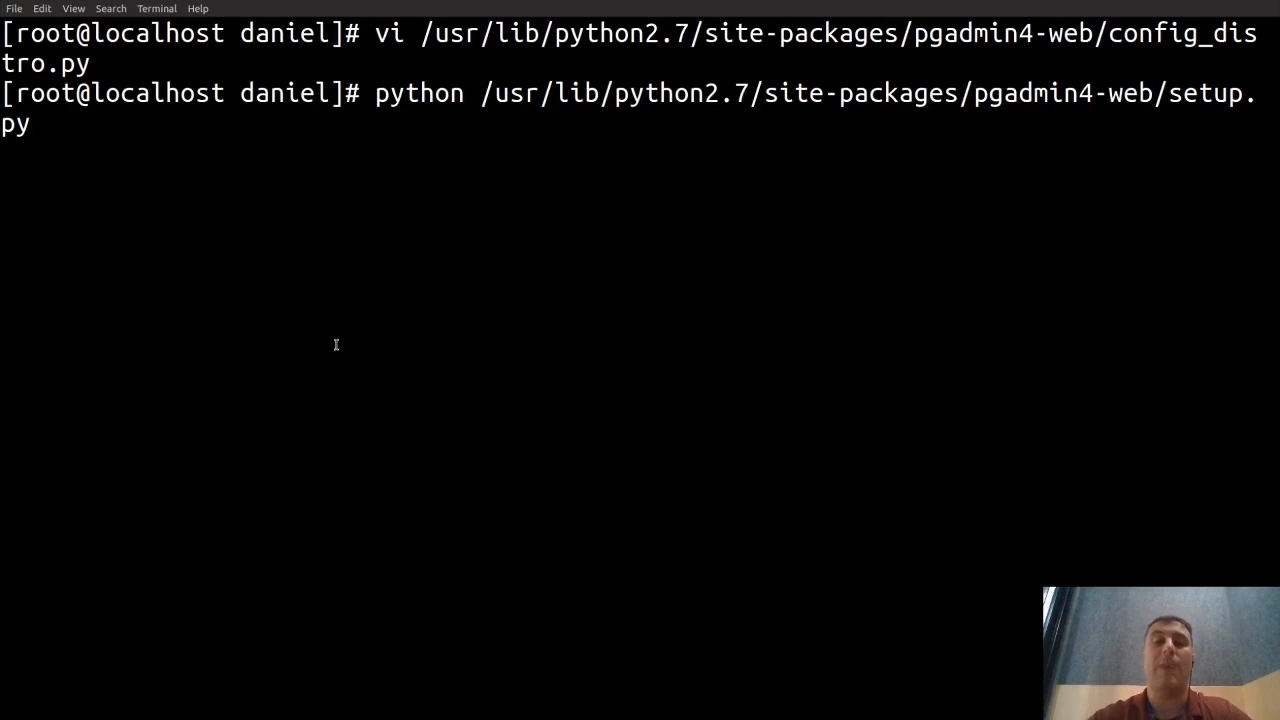 File Edit View Search Terminal Help
[root@localhost daniel]# vi /usr/lib/python2.7/site-packages/pgadmin4-web/config_dis
tro.py
[root@localhost daniel]# python /usr/lib/python2.7/site-packages/pgadmin4-web/setup.
py